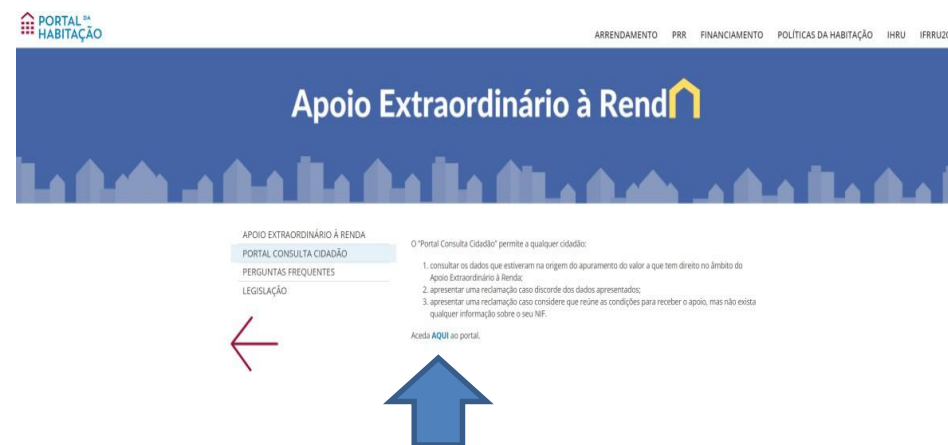 PORTAL DA
HABITAÇÃO
ARRENDAMENTO PRR FINANCIAMENTO POLÍTICAS DA HABITAÇÃO IHRU IFRRU20
Apoio Extraordinário à Rend
APOIO EXTRAORDINÁRIO À RENDA
PORTAL CONSULTA CIDADÃO
PERGUNTAS FREQUENTES
LEGISLAÇÃO
O "Portal Consulta Cidadão" permite a qualquer cidadão:
1. consultar os dados que estiveram na origem do apuramento do valor a que tem direito no âmbito do
Apoio Extraordinário à Renda;
2. apresentar uma reclamação caso discorde dos dados apresentados;
3. apresentar uma reclamação caso considere que reúne as condições para receber o apoio, mas não exista
qualquer informação sobre o seu NIF.
Aceda AQUI ao portal.